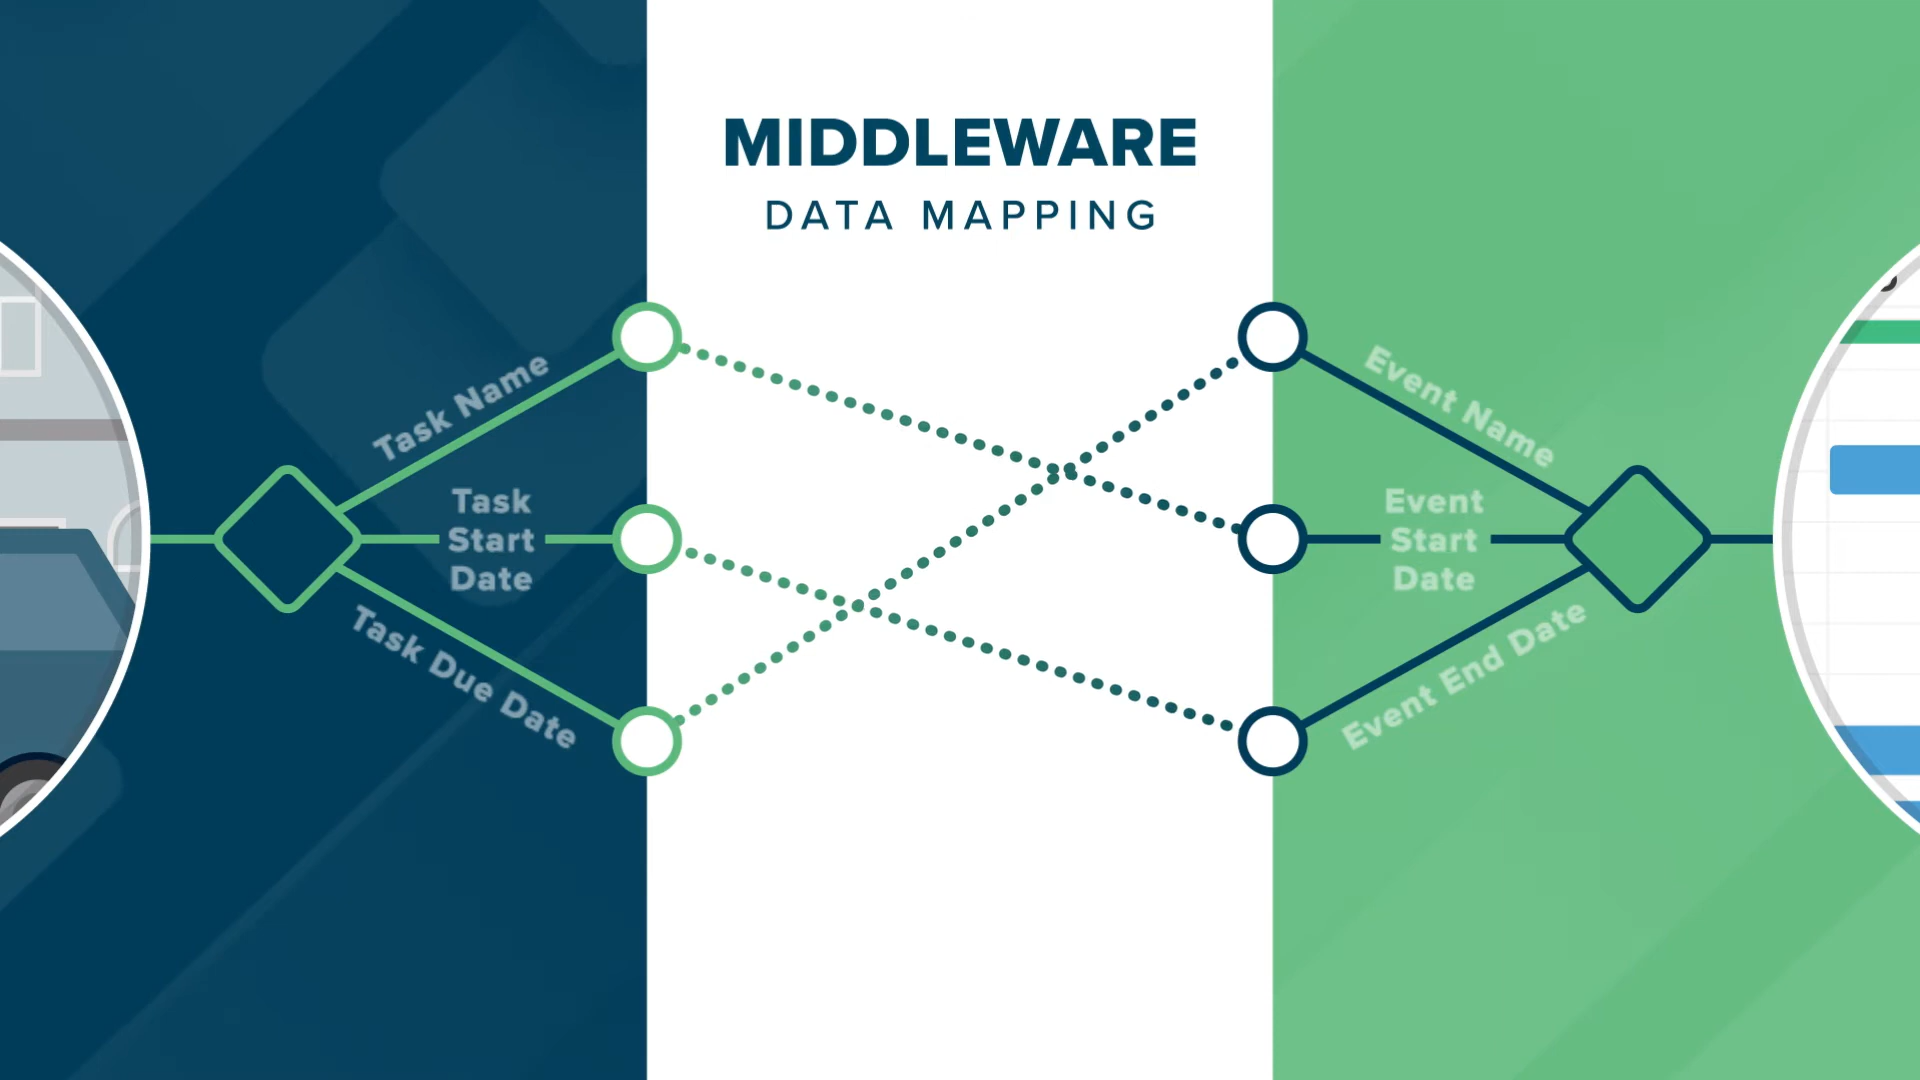 MIDDLEWARE
DATA MAPPING
Task Name
Task
Start
Date
Task Due Date
Event Name
Event
Start
Date
Event End Date